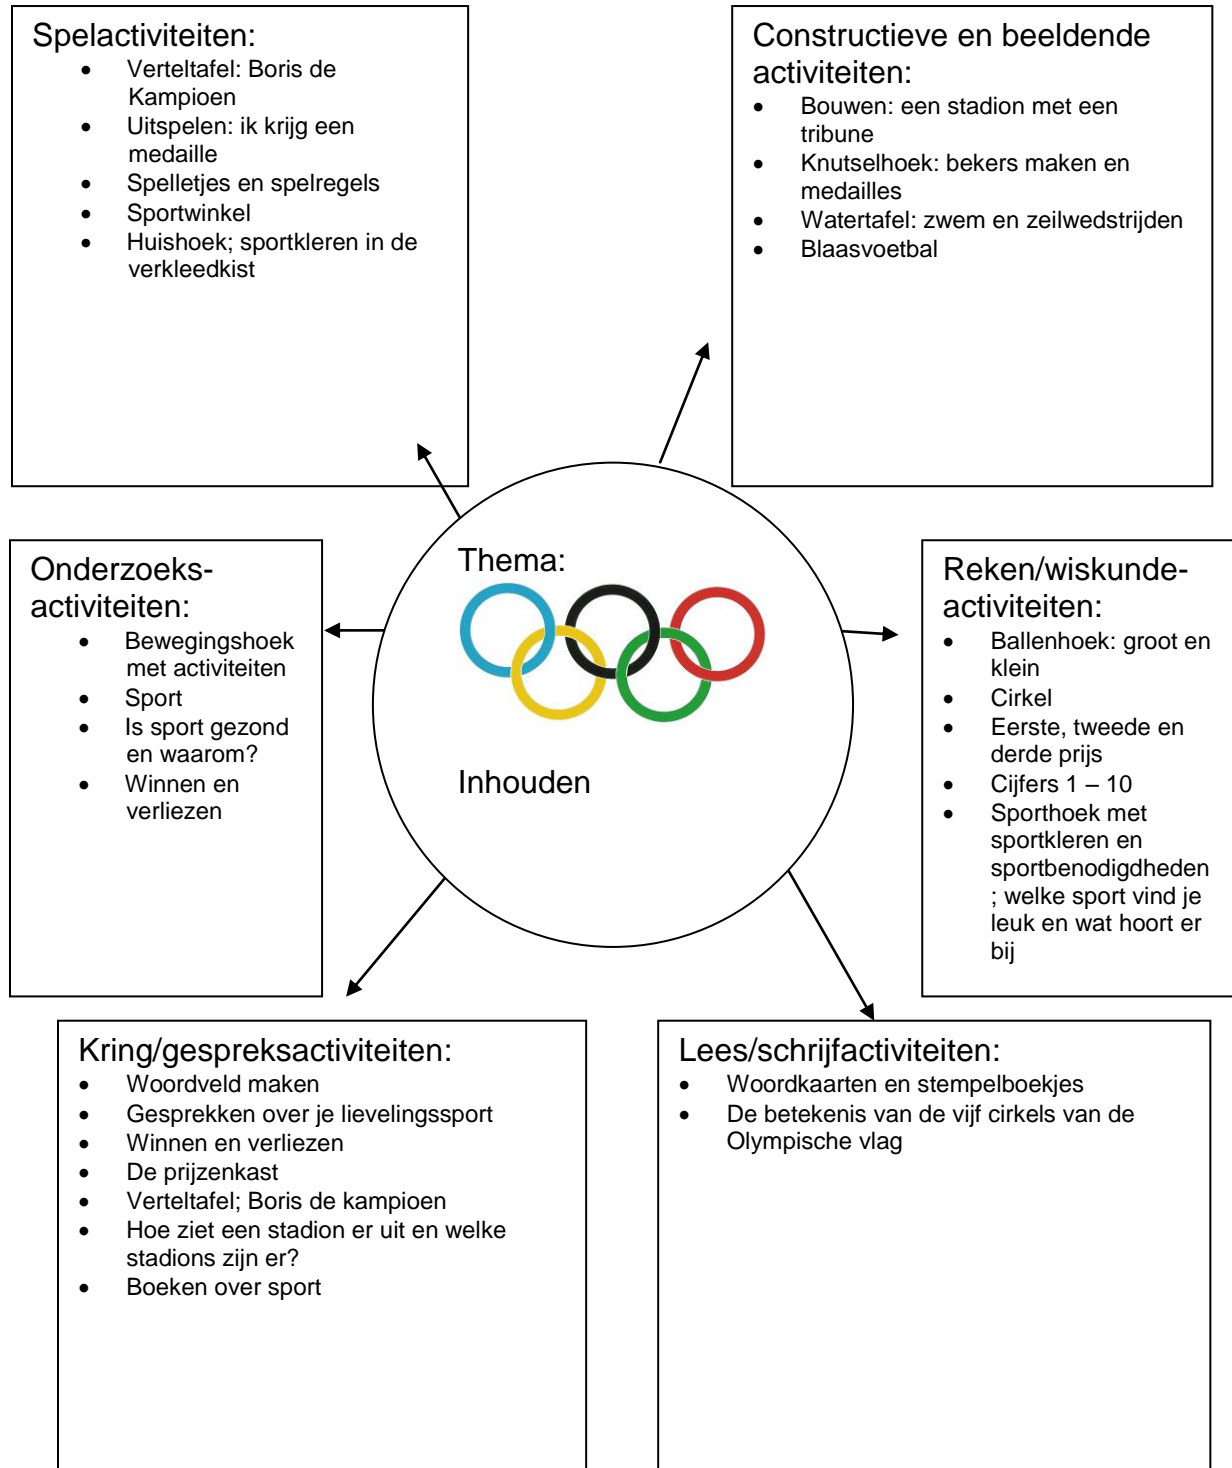 Spelactiviteiten:
• Verteltafel: Boris de
Kampioen
• Uitspelen: ik krijg een
medaille
• Spelletjes en spelregels
• Sportwinkel
• Huishoek; sportkleren in de
verkleedkist
Constructieve en beeldende
activiteiten:
• Bouwen: een stadion met een
tribune
• Knutselhoek: bekers maken en
medailles
• Watertafel: zwem en zeilwedstrijden
• Blaasvoetbal
Onderzoeks-
activiteiten:
• Bewegingshoek
met activiteiten
• Sport
• Is sport gezond
en waarom?
• Winnen en
verliezen
Thema:
Inhouden
Reken/wiskunde-
activiteiten:
• Ballenhoek: groot en
klein
• Cirkel
• Eerste, tweede en
derde prijs
• Cijfers 1 – 10
• Sporthoek met
sportkleren en
sportbenodigdheden
; welke sport vind je
leuk en wat hoort er
bij
Kring/gespreksactiviteiten:
• Woordveld maken
• Gesprekken over je lievelingssport
• Winnen en verliezen
• De prijzenkast
• Verteltafel; Boris de kampioen
• Hoe ziet een stadion er uit en welke
stadions zijn er?
• Boeken over sport
Lees/schrijfactiviteiten:
• Woordkaarten en stempelboekjes
• De betekenis van de vijf cirkels van de
Olympische vlag